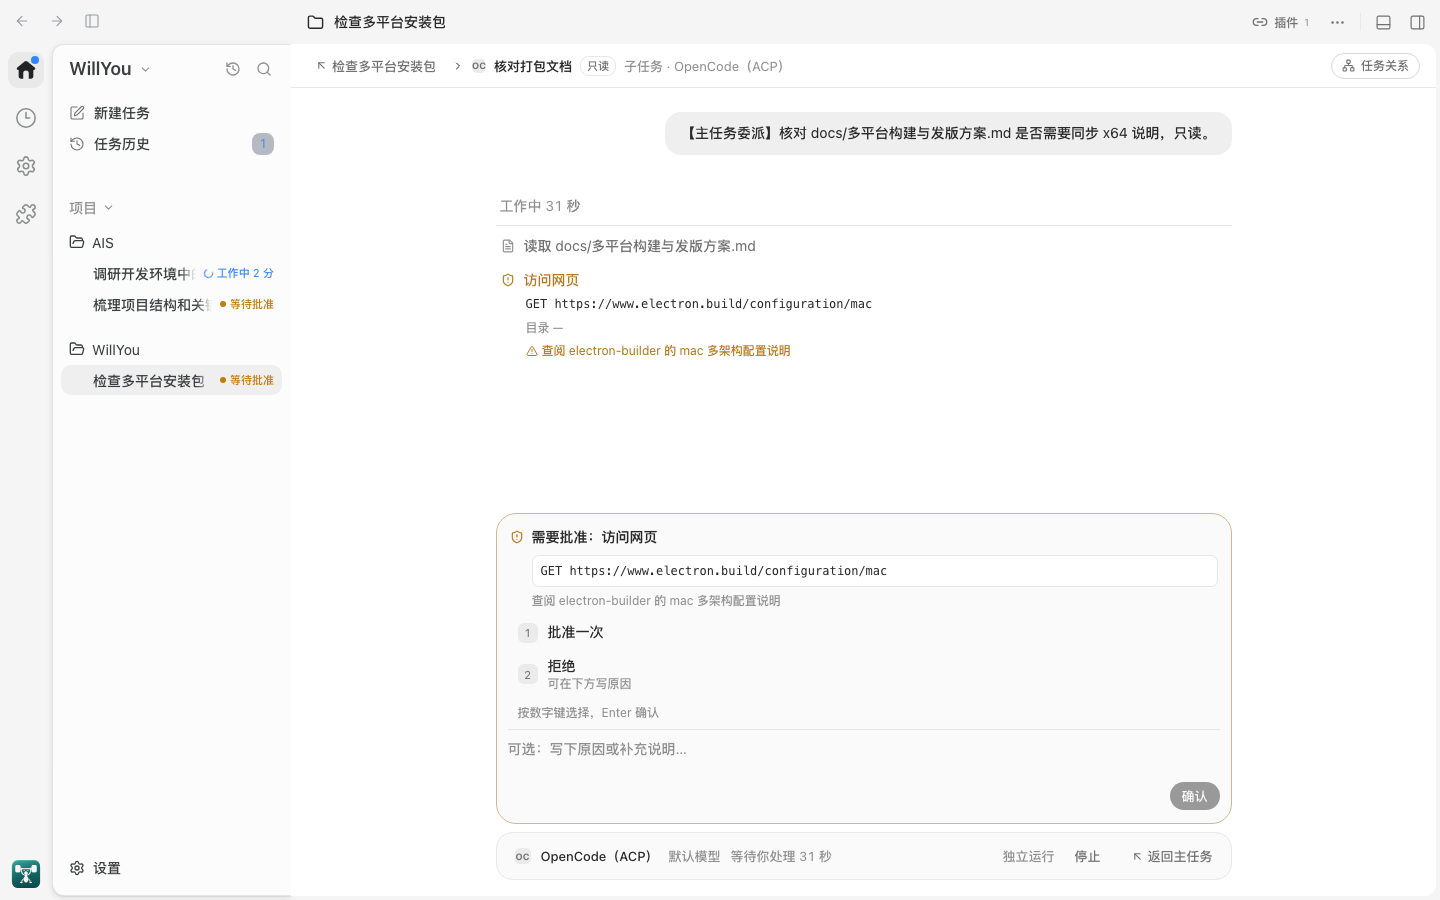 检查多平台安装包
插件 1
WillYou
检查多平台安装包
OC 核对打包文档 只读 子任务 · OpenCode（ACP）
任务关系
新建任务
任务历史 1
项目
AIS
调研开发环境中 工作中 2 分
梳理项目结构和关 等待批准
WillYou
检查多平台安装包 等待批准
设置
【主任务委派】核对 docs/多平台构建与发版方案.md 是否需要同步 x64 说明，只读。
工作中 31 秒
读取 docs/多平台构建与发版方案.md
访问网页
GET https://www.electron.build/configuration/mac
目录 —
查阅 electron-builder 的 mac 多架构配置说明
需要批准：访问网页
GET https://www.electron.build/configuration/mac
查阅 electron-builder 的 mac 多架构配置说明
1 批准一次
2 拒绝
可在下方写原因
按数字键选择，Enter 确认
可选：写下原因或补充说明...
确认
OC OpenCode（ACP） 默认模型 等待你处理 31 秒
独立运行 停止 返回主任务